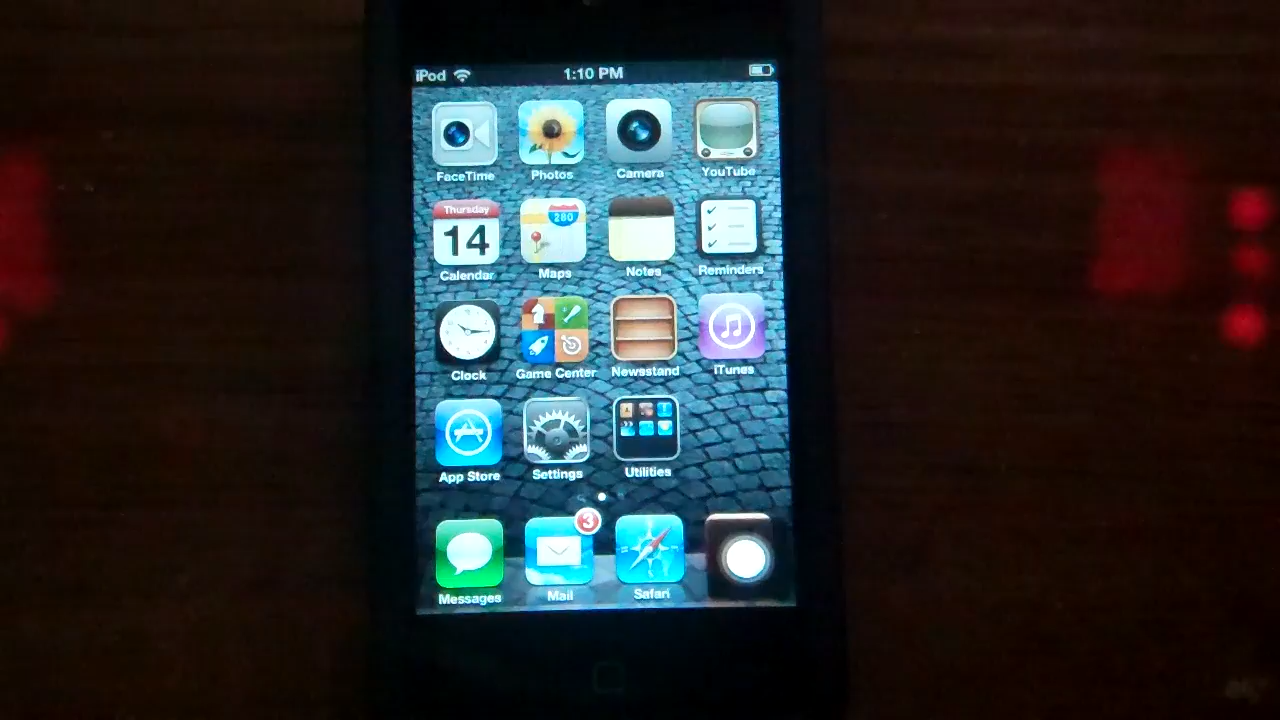 iPod 1:10 PM
FaceTime Photos Camera YouTube
Thursday 280
14
Calendar Maps Notes Reminders
Clock Game Center Newsstand iTunes
App Store Settings Utilities
3
Messages Mail Safari